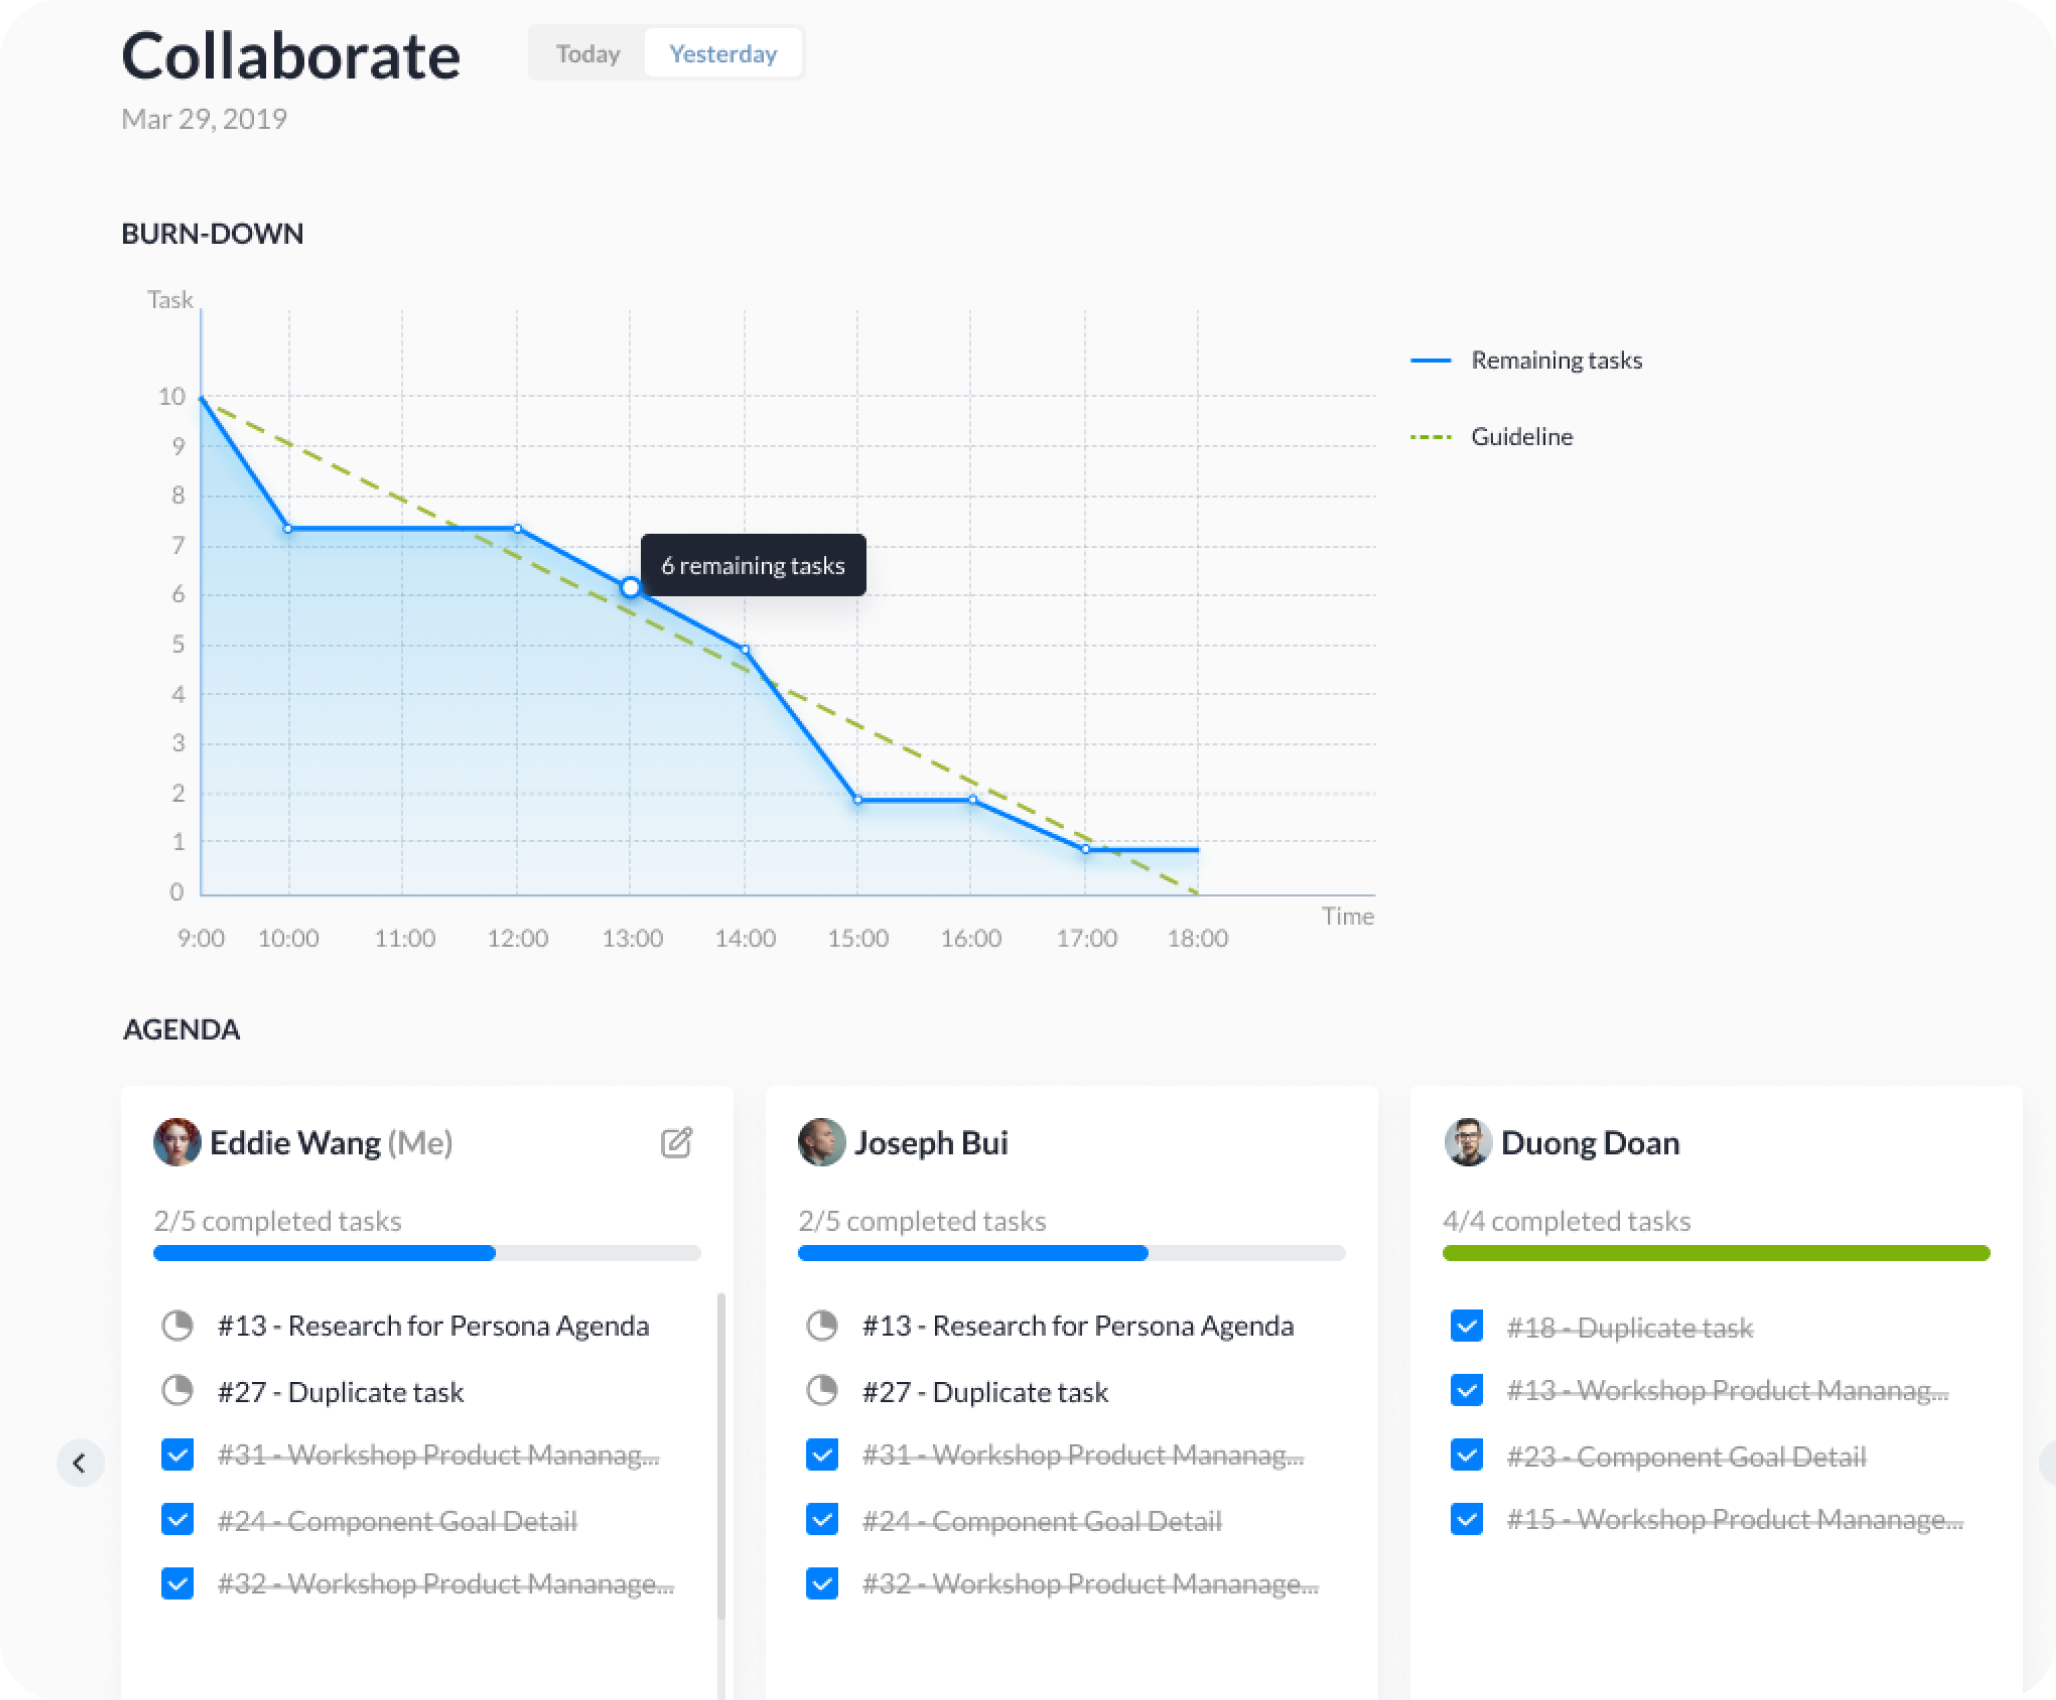 Collaborate
Today
Yesterday
Mar 29, 2019
BURN-DOWN
Task
10
9
8
7
6
5
4
3
2
1
0
6 remaining tasks
Remaining tasks
Guideline
Time
9:00 10:00 11:00 12:00 13:00 14:00 15:00 16:00 17:00 18:00
AGENDA
Eddie Wang (Me)
2/5 completed tasks
#13 - Research for Persona Agenda
#27 - Duplicate task
#31 - Workshop Product Mananag...
#24 - Component Goal Detail
#32 - Workshop Product Mananage...
Joseph Bui
2/5 completed tasks
#13 - Research for Persona Agenda
#27 - Duplicate task
#31 - Workshop Product Mananag...
#24 - Component Goal Detail
#32 - Workshop Product Mananage...
Duong Doan
4/4 completed tasks
#18 - Duplicate task
#13 - Workshop Product Mananag...
#23 - Component Goal Detail
#15 - Workshop Product Mananage...